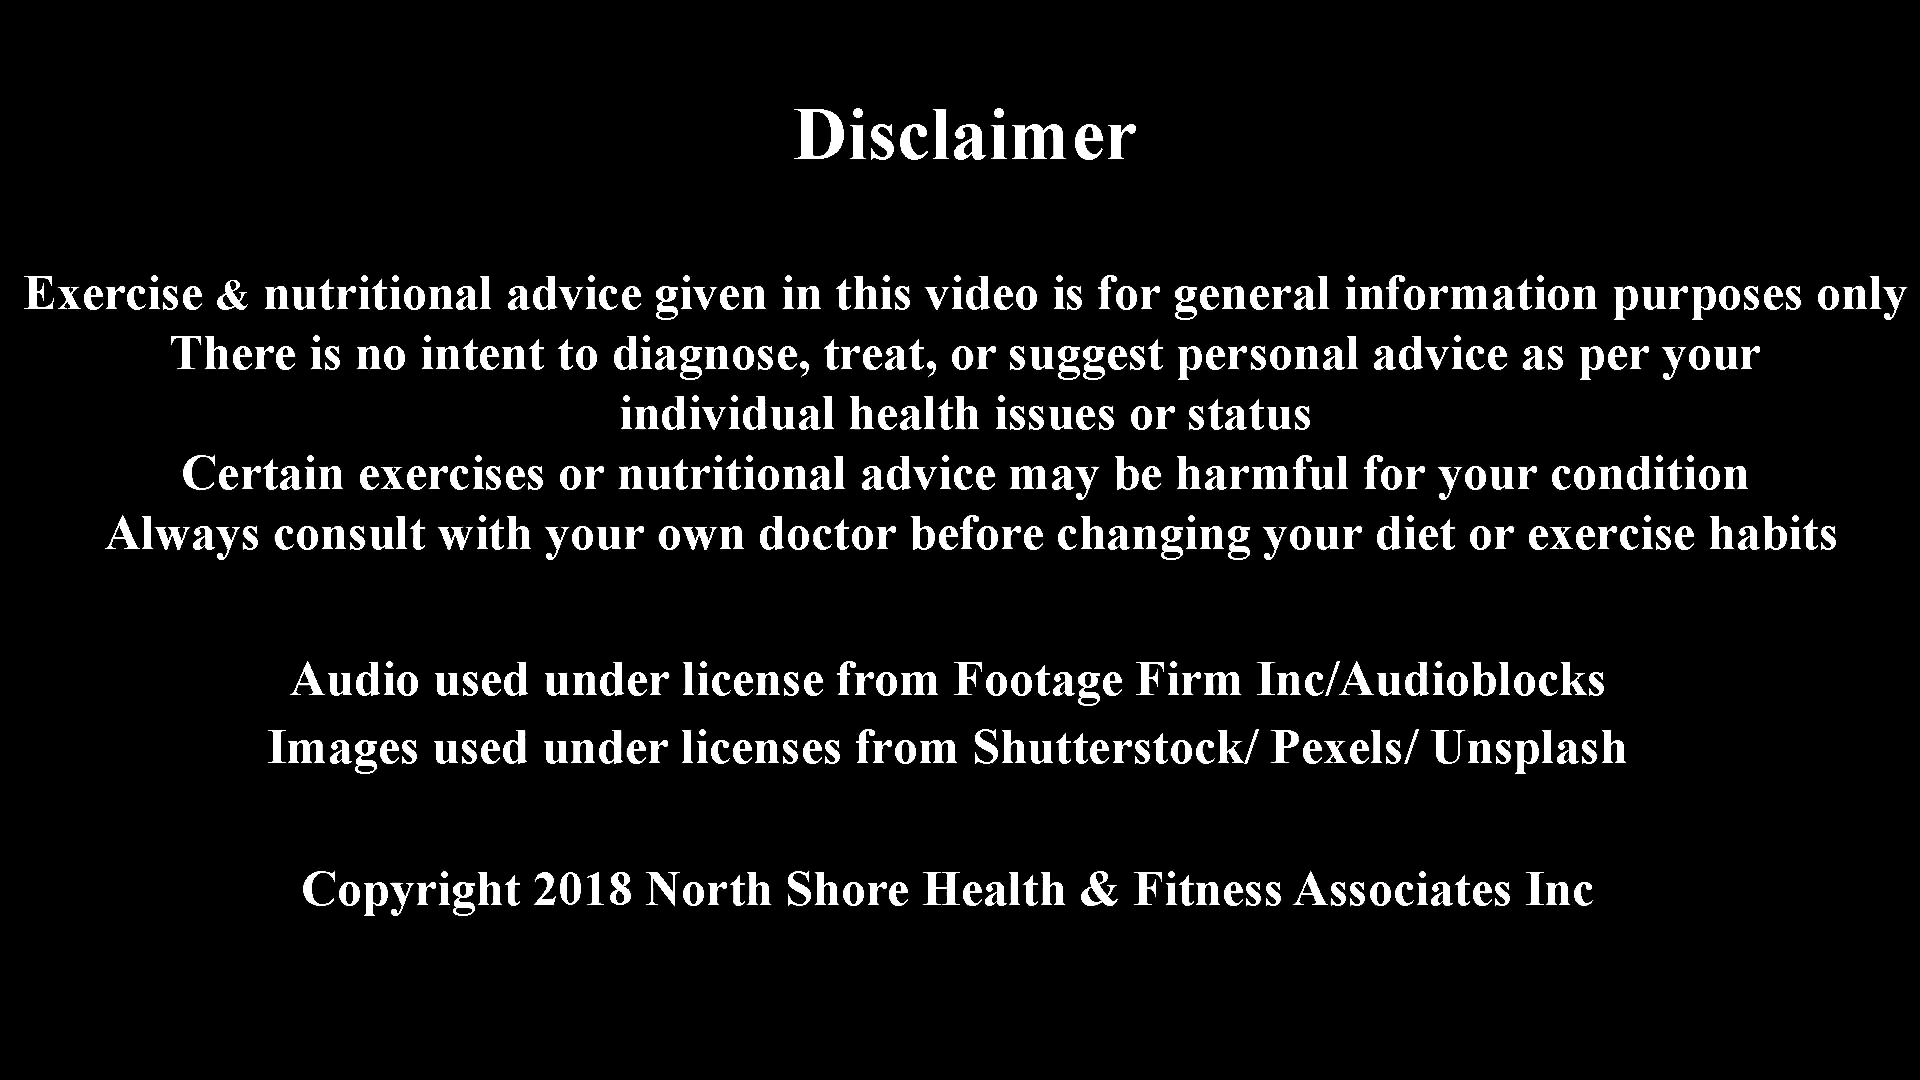 Disclaimer
Exercise & nutritional advice given in this video is for general information purposes only
There is no intent to diagnose, treat, or suggest personal advice as per your
individual health issues or status
Certain exercises or nutritional advice may be harmful for your condition
Always consult with your own doctor before changing your diet or exercise habits
Audio used under license from Footage Firm Inc/Audioblocks
Images used under licenses from Shutterstock/ Pexels/ Unsplash
Copyright 2018 North Shore Health & Fitness Associates Inc